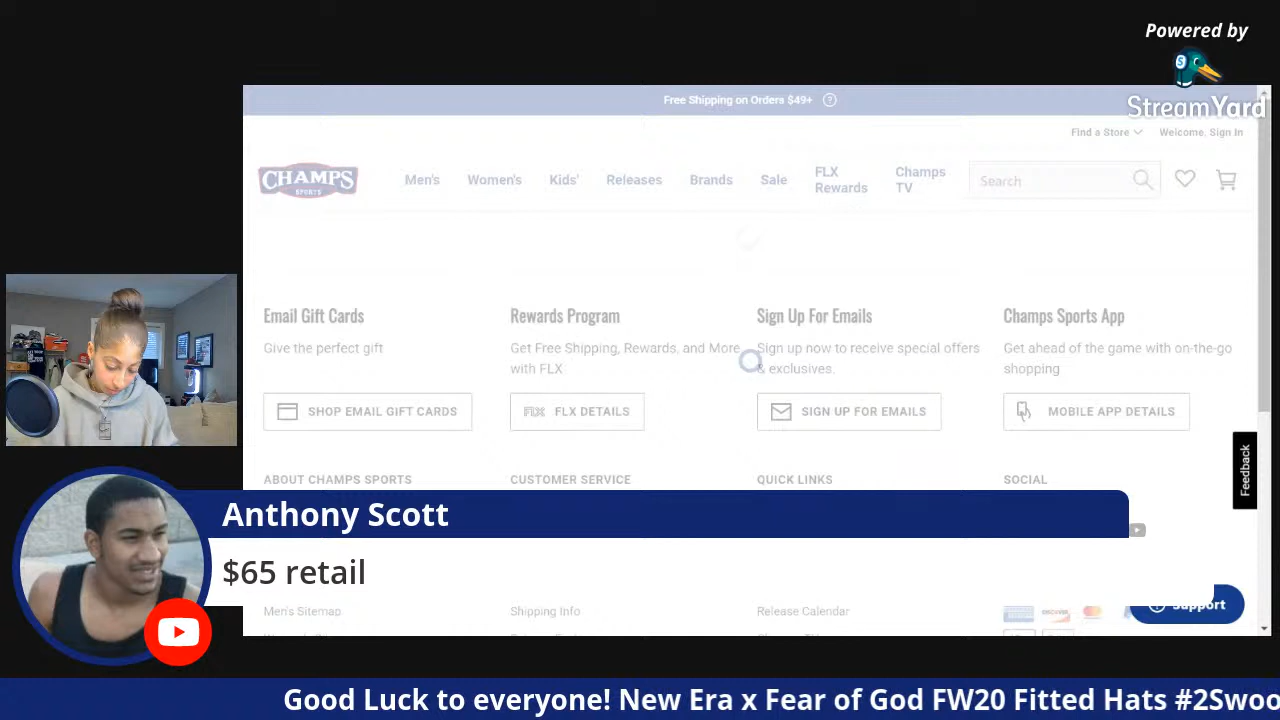 Powered by
StreamYard
Free Shipping on Orders $49+ ?
Find a Store Welcome, Sign In
CHAMPS
SPORTS
Men's Women's Kids' Releases Brands Sale FLX Rewards Champs TV Search
Email Gift Cards Rewards Program Sign Up For Emails Champs Sports App
Give the perfect gift
Get Free Shipping, Rewards, and More
with FLX
Sign up now to receive special offers
& exclusives.
Get ahead of the game with on-the-go
shopping
SHOP EMAIL GIFT CARDS FLX FLX DETAILS SIGN UP FOR EMAILS MOBILE APP DETAILS
Feedback
ABOUT CHAMPS SPORTS CUSTOMER SERVICE QUICK LINKS SOCIAL
Anthony Scott
$65 retail
Men's Sitemap Shipping Info Release Calendar
DISCOVER
Support
Good Luck to everyone! New Era x Fear of God FW20 Fitted Hats #2Swoo